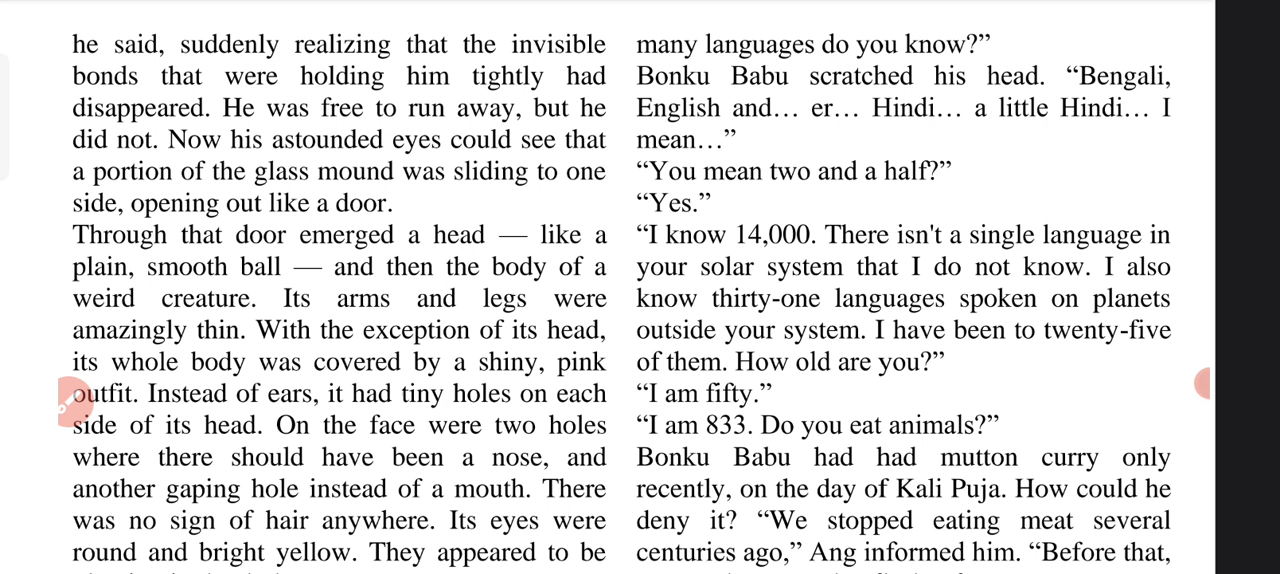 he said, suddenly realizing that the invisible
bonds that were holding him tightly had
disappeared. He was free to run away, but he
did not. Now his astounded eyes could see that
a portion of the glass mound was sliding to one
side, opening out like a door.
Through that door emerged a head — like a
plain, smooth ball — and then the body of a
weird creature. Its arms and legs were
amazingly thin. With the exception of its head,
its whole body was covered by a shiny, pink
outfit. Instead of ears, it had tiny holes on each
side of its head. On the face were two holes
where there should have been a nose, and
another gaping hole instead of a mouth. There
was no sign of hair anywhere. Its eyes were
round and bright yellow. They appeared to be
many languages do you know?”
Bonku Babu scratched his head. “Bengali,
English and… er… Hindi… a little Hindi… I
mean…”
“You mean two and a half?”
“Yes.”
“I know 14,000. There isn't a single language in
your solar system that I do not know. I also
know thirty-one languages spoken on planets
outside your system. I have been to twenty-five
of them. How old are you?”
“I am fifty.”
“I am 833. Do you eat animals?”
Bonku Babu had had mutton curry only
recently, on the day of Kali Puja. How could he
deny it? “We stopped eating meat several
centuries ago,” Ang informed him. “Before that,